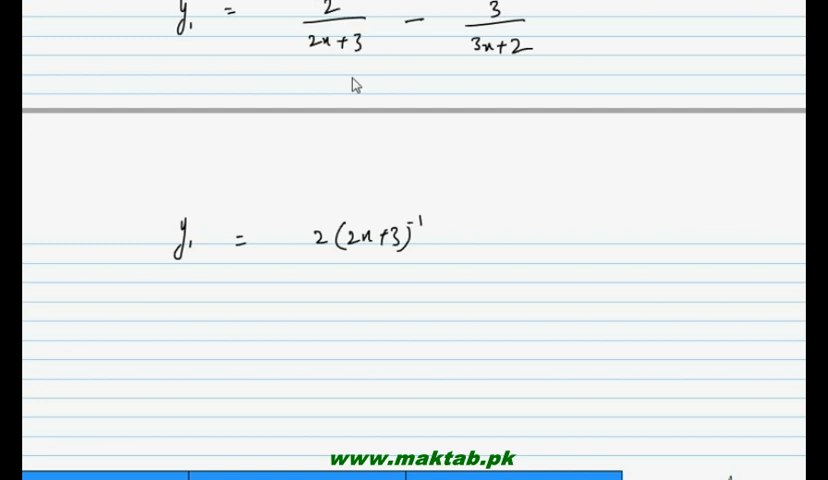 y₁ = 2/(2x+3) - 3/(3x+2)
y₁ = 2(2x+3)⁻¹
www.maktab.pk